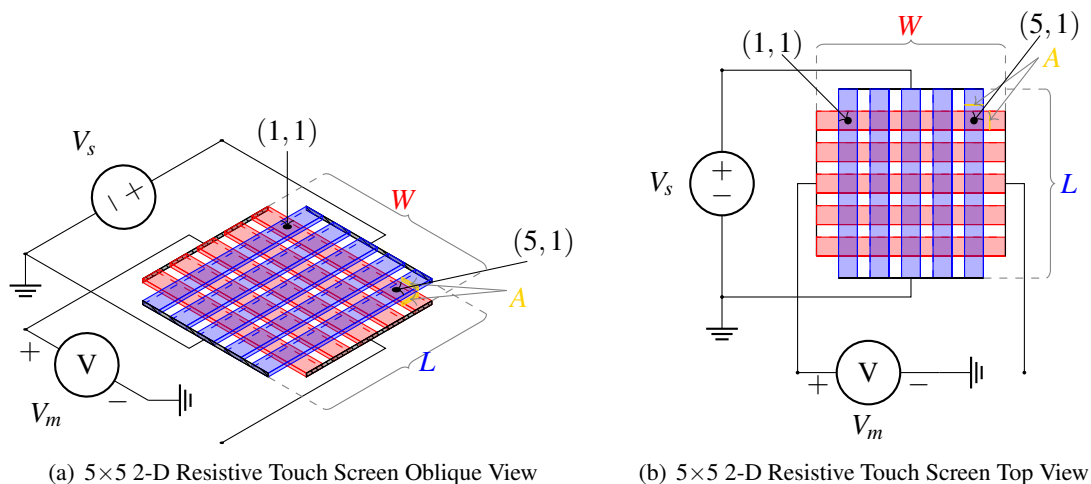 (1, 1)
V_s
− +
W
(5, 1)
A
L
+
V
−
V_m
(a) 5×5 2-D Resistive Touch Screen Oblique View
(5, 1)
W
(1, 1)
A
V_s
+
−
L
+
V
−
V_m
(b) 5×5 2-D Resistive Touch Screen Top View